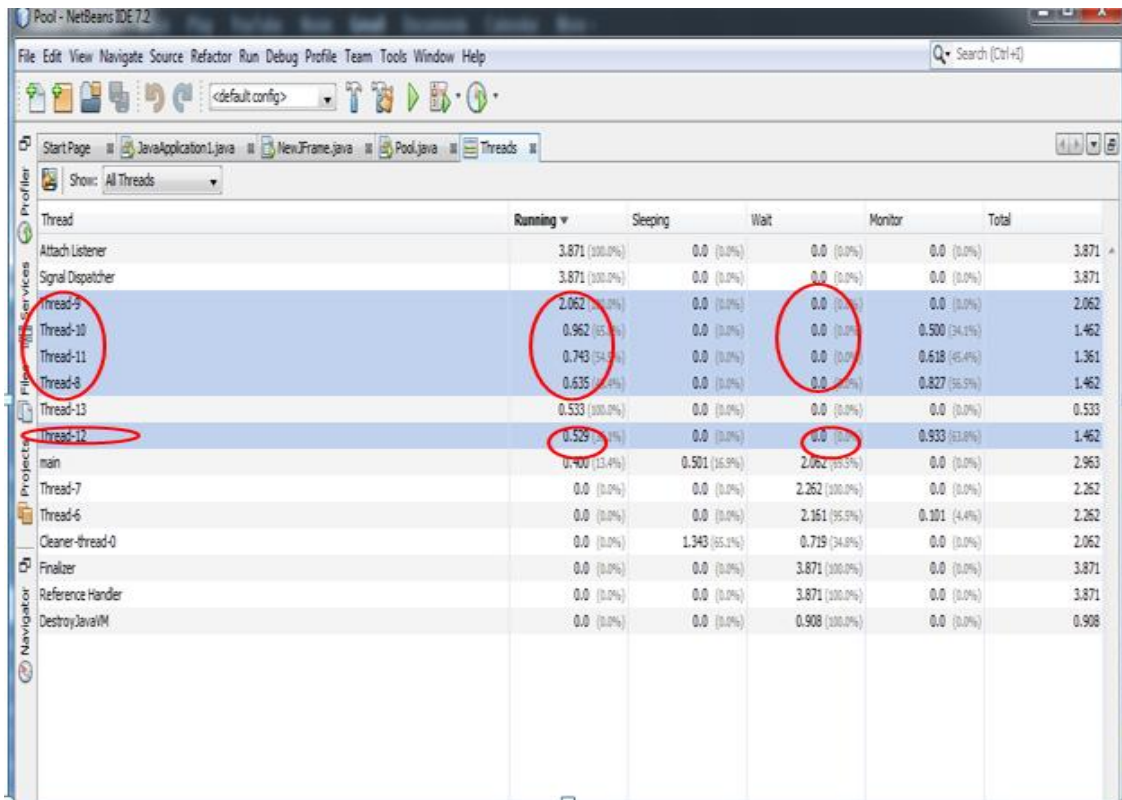 Pool - NetBeans IDE 7.2
File Edit View Navigate Source Refactor Run Debug Profile Team Tools Window Help
Search (Ctrl+I)
<default config>
Start Page JavaApplication1.java NewJFrame.java Pool.java Threads
Show: All Threads
Thread Running Sleeping Wait Monitor Total
Attach Listener 3.871 (100.0%) 0.0 (0.0%) 0.0 (0.0%) 0.0 (0.0%) 3.871
Signal Dispatcher 3.871 (100.0%) 0.0 (0.0%) 0.0 (0.0%) 0.0 (0.0%) 3.871
Thread-9 2.062 0.0 (0.0%) 0.0 0.0 (0.0%) 2.062
Thread-10 0.962 0.0 (0.0%) 0.0 0.500 (34.1%) 1.462
Thread-11 0.743 0.0 (0.0%) 0.0 0.618 (45.4%) 1.361
Thread-8 0.635 0.0 (0.0%) 0.0 0.827 (56.5%) 1.462
Thread-13 0.533 (100.0%) 0.0 (0.0%) 0.0 (0.0%) 0.0 (0.0%) 0.533
Thread-12 0.529 0.0 (0.0%) 0.0 0.933 (63.8%) 1.462
main 0.400 (13.4%) 0.501 (16.9%) 2.062 0.0 (0.0%) 2.963
Thread-7 0.0 (0.0%) 0.0 (0.0%) 2.262 (100.0%) 0.0 (0.0%) 2.262
Thread-6 0.0 (0.0%) 0.0 (0.0%) 2.161 (95.5%) 0.101 (4.4%) 2.262
Cleaner-thread-0 0.0 (0.0%) 1.343 (65.1%) 0.719 (34.8%) 0.0 (0.0%) 2.062
Finalizer 0.0 (0.0%) 0.0 (0.0%) 3.871 (100.0%) 0.0 (0.0%) 3.871
Reference Handler 0.0 (0.0%) 0.0 (0.0%) 3.871 (100.0%) 0.0 (0.0%) 3.871
DestroyJavaVM 0.0 (0.0%) 0.0 (0.0%) 0.908 (100.0%) 0.0 (0.0%) 0.908
Profiler
Services
Files
Projects
Navigator